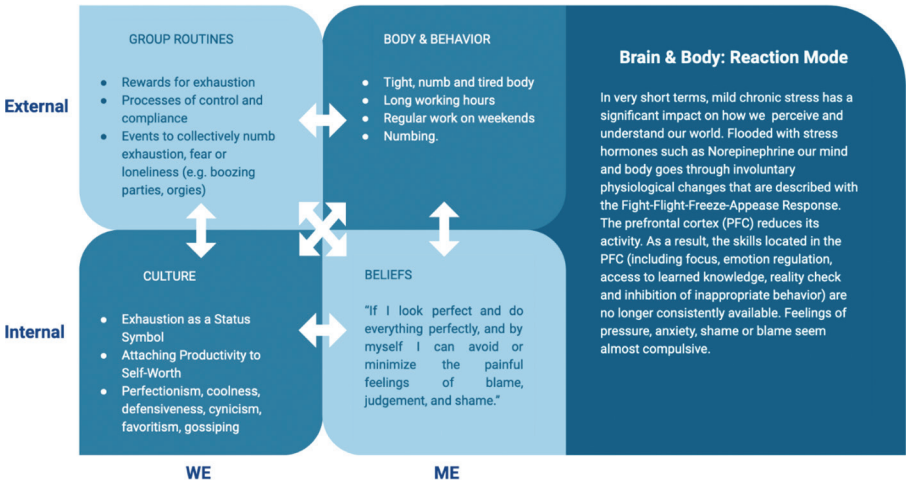 External
GROUP ROUTINES
● Rewards for exhaustion
● Processes of control and
compliance
● Events to collectively numb
exhaustion, fear or
loneliness (e.g. boozing
parties, orgies)
BODY & BEHAVIOR
● Tight, numb and tired body
● Long working hours
● Regular work on weekends
● Numbing.
Internal
CULTURE
● Exhaustion as a Status
Symbol
● Attaching Productivity to
Self-Worth
● Perfectionism, coolness,
defensiveness, cynicism,
favoritism, gossiping
BELIEFS
“If I look perfect and do
everything perfectly, and by
myself I can avoid or
minimize the painful
feelings of blame,
judgement, and shame.”
WE
ME
Brain & Body: Reaction Mode
In very short terms, mild chronic stress has a
significant impact on how we perceive and
understand our world. Flooded with stress
hormones such as Norepinephrine our mind
and body goes through involuntary
physiological changes that are described with
the Fight-Flight-Freeze-Appease Response.
The prefrontal cortex (PFC) reduces its
activity. As a result, the skills located in the
PFC (including focus, emotion regulation,
access to learned knowledge, reality check
and inhibition of inappropriate behavior) are
no longer consistently available. Feelings of
pressure, anxiety, shame or blame seem
almost compulsive.